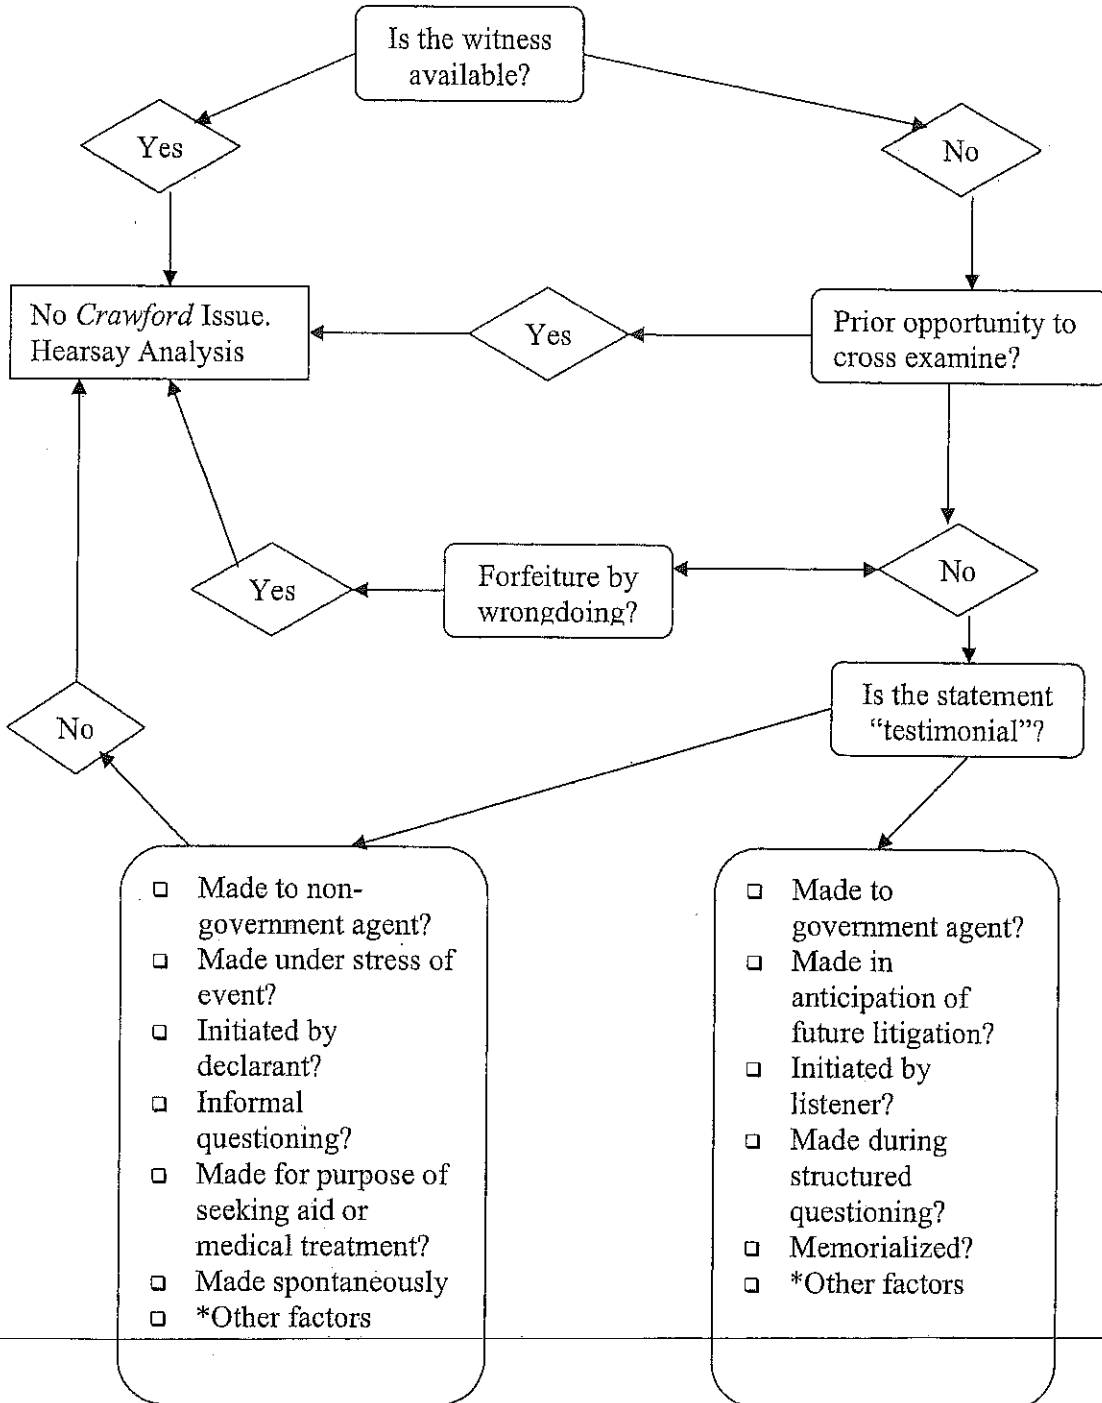 Is the witness
available?
Yes
No
No Crawford Issue.
Hearsay Analysis
Yes
Prior opportunity to
cross examine?
Yes
Forfeiture by
wrongdoing?
No
No
Is the statement
“testimonial”?
Made to non-
government agent?
Made under stress of
event?
Initiated by
declarant?
Informal
questioning?
Made for purpose of
seeking aid or
medical treatment?
Made spontaneously
*Other factors
Made to
government agent?
Made in
anticipation of
future litigation?
Initiated by
listener?
Made during
structured
questioning?
Memorialized?
*Other factors